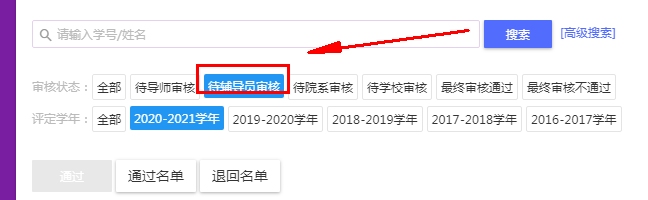 请输入学号/姓名 搜索 [高级搜索]
审核状态： 全部 待导师审核 待辅导员审核 待院系审核 待学校审核 最终审核通过 最终审核不通过
评定学年： 全部 2020-2021学年 2019-2020学年 2018-2019学年 2017-2018学年 2016-2017学年
通过 通过名单 退回名单